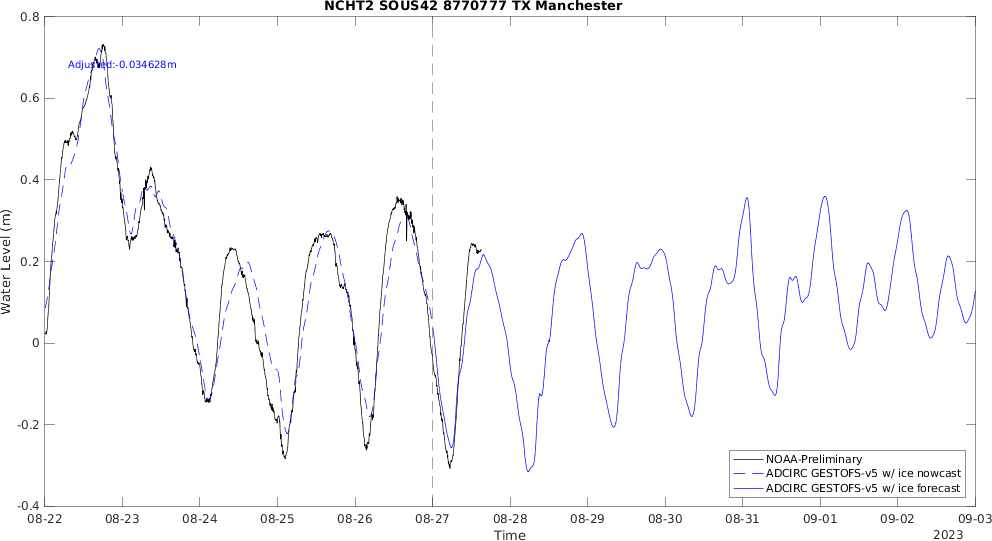 NCHT2 SOUS42 8770777 TX Manchester
Adjusted:-0.034628m
Water Level (m)
0.8
0.6
0.4
0.2
0
-0.2
-0.4
NOAA-Preliminary
ADCIRC GESTOFS-v5 w/ ice nowcast
ADCIRC GESTOFS-v5 w/ ice forecast
08-22 08-23 08-24 08-25 08-26 08-27 08-28 08-29 08-30 08-31 09-01 09-02 09-03
Time
2023